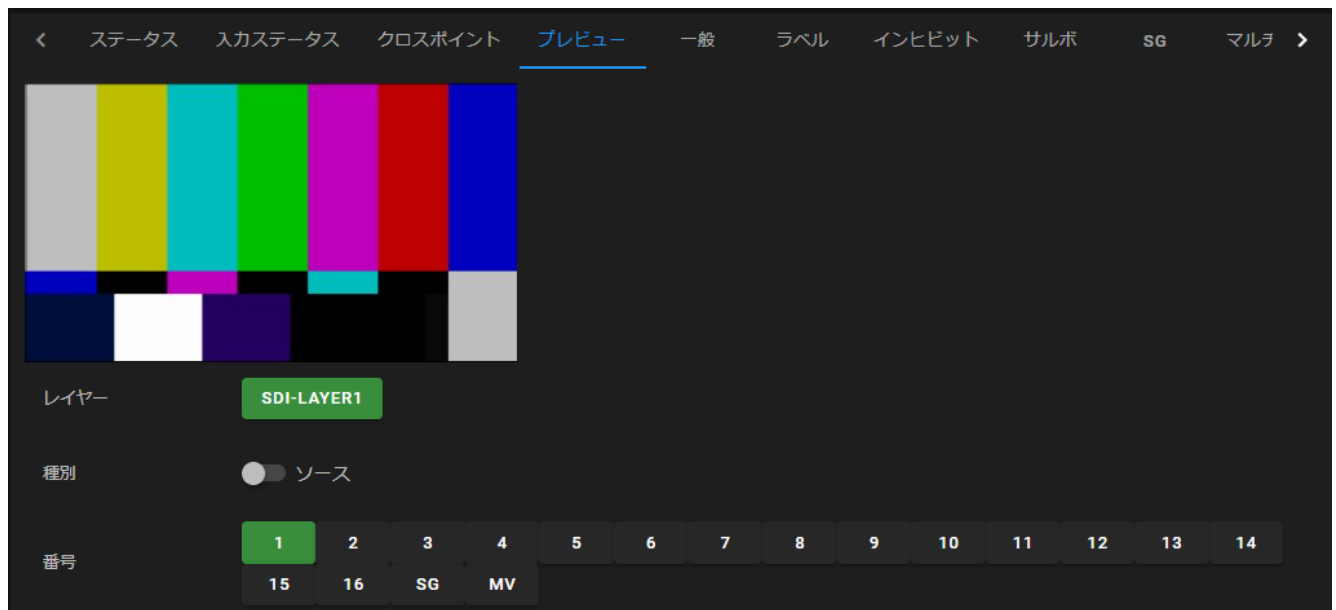 ステータス 入力ステータス クロスポイント プレビュー 一般 ラベル インヒビット サルボ SG マルチ
レイヤー SDI-LAYER1
種別 ソース
番号 1 2 3 4 5 6 7 8 9 10 11 12 13 14
15 16 SG MV